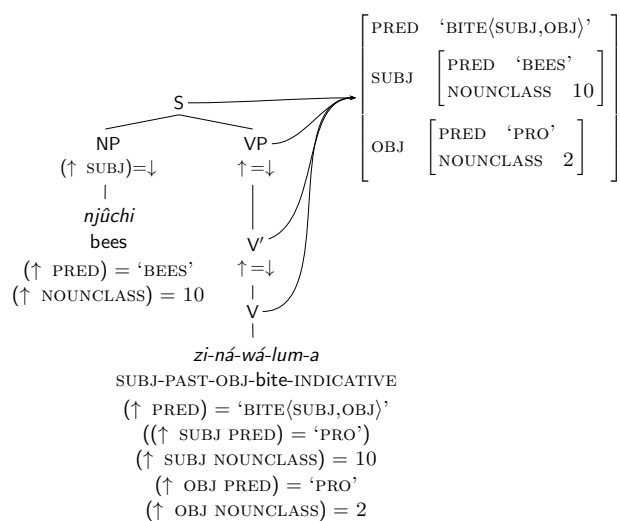 S
NP VP
(↑ SUBJ)=↓ ↑=↓
njûchi
bees V′
(↑ PRED) = ‘BEES’ ↑=↓
(↑ NOUNCLASS) = 10
V
zi-ná-wá-lum-a
SUBJ-PAST-OBJ-bite-INDICATIVE
(↑ PRED) = ‘BITE⟨SUBJ,OBJ⟩’
((↑ SUBJ PRED) = ‘PRO’)
(↑ SUBJ NOUNCLASS) = 10
(↑ OBJ PRED) = ‘PRO’
(↑ OBJ NOUNCLASS) = 2
PRED ‘BITE⟨SUBJ,OBJ⟩’
SUBJ [PRED ‘BEES’
NOUNCLASS 10]
OBJ [PRED ‘PRO’
NOUNCLASS 2]